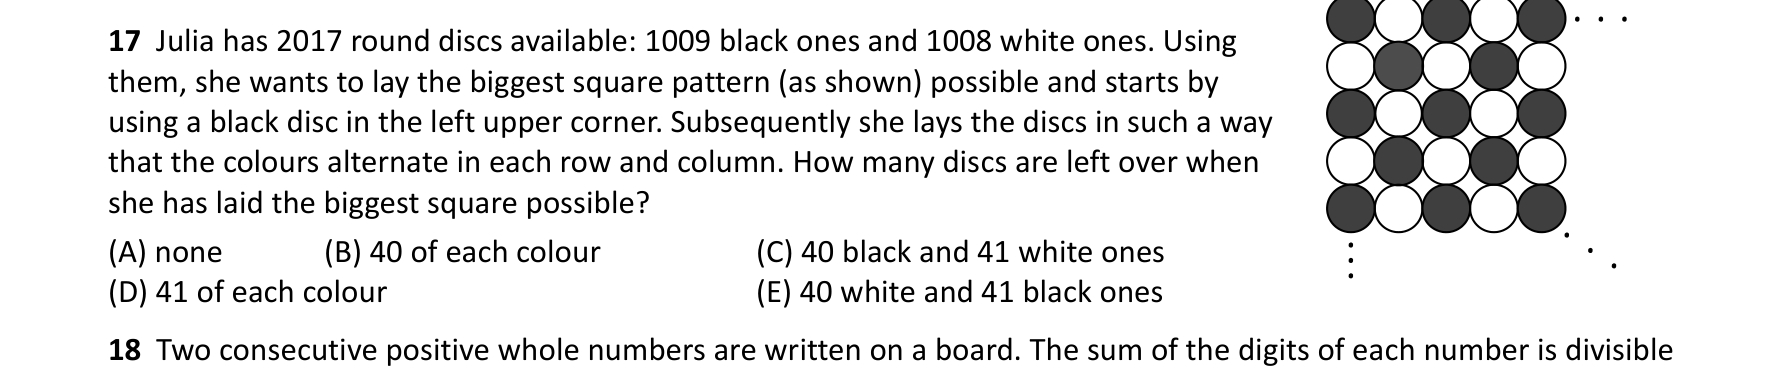 17 Julia has 2017 round discs available: 1009 black ones and 1008 white ones. Using
them, she wants to lay the biggest square pattern (as shown) possible and starts by
using a black disc in the left upper corner. Subsequently she lays the discs in such a way
that the colours alternate in each row and column. How many discs are left over when
she has laid the biggest square possible?
(A) none (B) 40 of each colour (C) 40 black and 41 white ones
(D) 41 of each colour (E) 40 white and 41 black ones
18 Two consecutive positive whole numbers are written on a board. The sum of the digits of each number is divisible